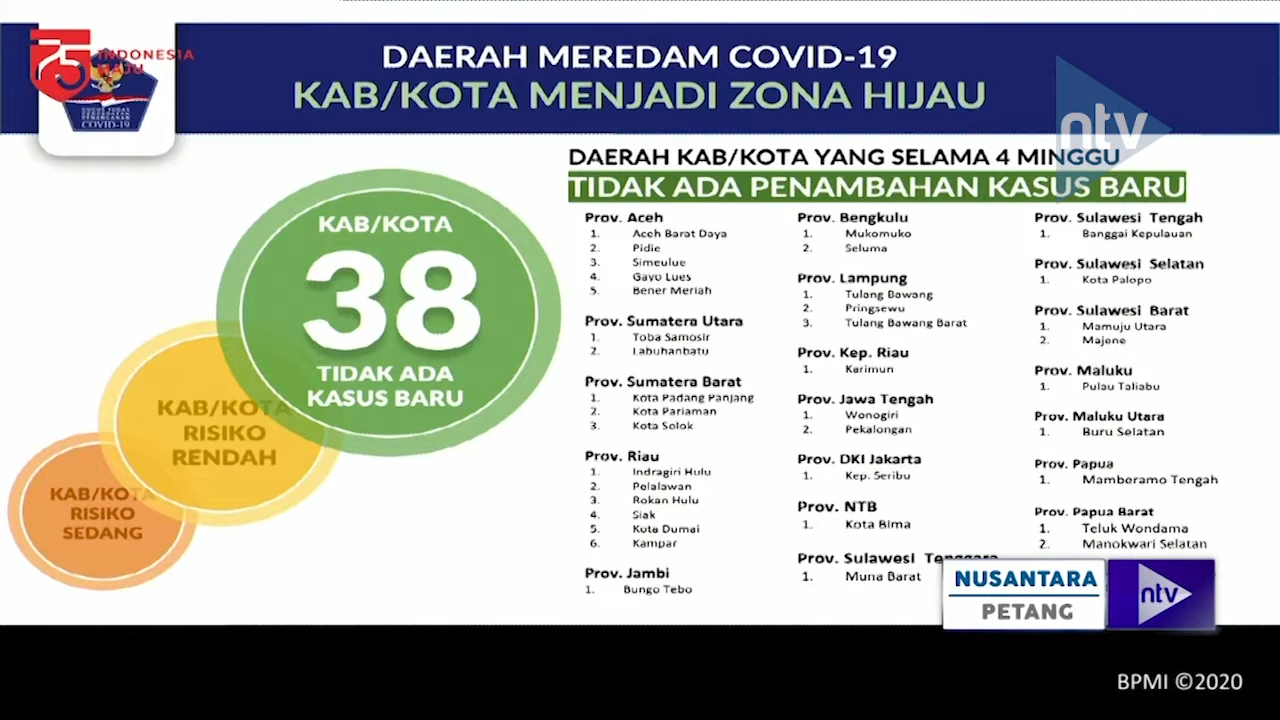 75 INDONESIA
MAJU
COVID-19
DAERAH MEREDAM COVID-19
KAB/KOTA MENJADI ZONA HIJAU
ntv
KAB/KOTA
38
TIDAK ADA
KASUS BARU
KAB/KOTA
RISIKO
RENDAH
KAB/KOTA
RISIKO
SEDANG
DAERAH KAB/KOTA YANG SELAMA 4 MINGGU
TIDAK ADA PENAMBAHAN KASUS BARU
Prov. Aceh
1. Aceh Barat Daya
2. Pidie
3. Simeulue
4. Gayo Lues
5. Bener Meriah
Prov. Sumatera Utara
1. Toba Samosir
2. Labuhanbatu
Prov. Sumatera Barat
1. Kota Padang Panjang
2. Kota Pariaman
3. Kota Solok
Prov. Riau
1. Indragiri Hulu
2. Pelalawan
3. Rokan Hulu
4. Siak
5. Kota Dumai
6. Kampar
Prov. Jambi
1. Bungo Tebo
Prov. Bengkulu
1. Mukomuko
2. Seluma
Prov. Lampung
1. Tulang Bawang
2. Pringsewu
3. Tulang Bawang Barat
Prov. Kep. Riau
1. Karimun
Prov. Jawa Tengah
1. Wonogiri
2. Pekalongan
Prov. DKI Jakarta
1. Kep. Seribu
Prov. NTB
1. Kota Bima
Prov. Sulawesi Tenggara
1. Muna Barat
Prov. Sulawesi Tengah
1. Banggai Kepulauan
Prov. Sulawesi Selatan
1. Kota Palopo
Prov. Sulawesi Barat
1. Mamuju Utara
2. Majene
Prov. Maluku
1. Pulau Taliabu
Prov. Maluku Utara
1. Buru Selatan
Prov. Papua
1. Mamberamo Tengah
Prov. Papua Barat
1. Teluk Wondama
2. Manokwari Selatan
NUSANTARA
PETANG
ntv
BPMI ©2020